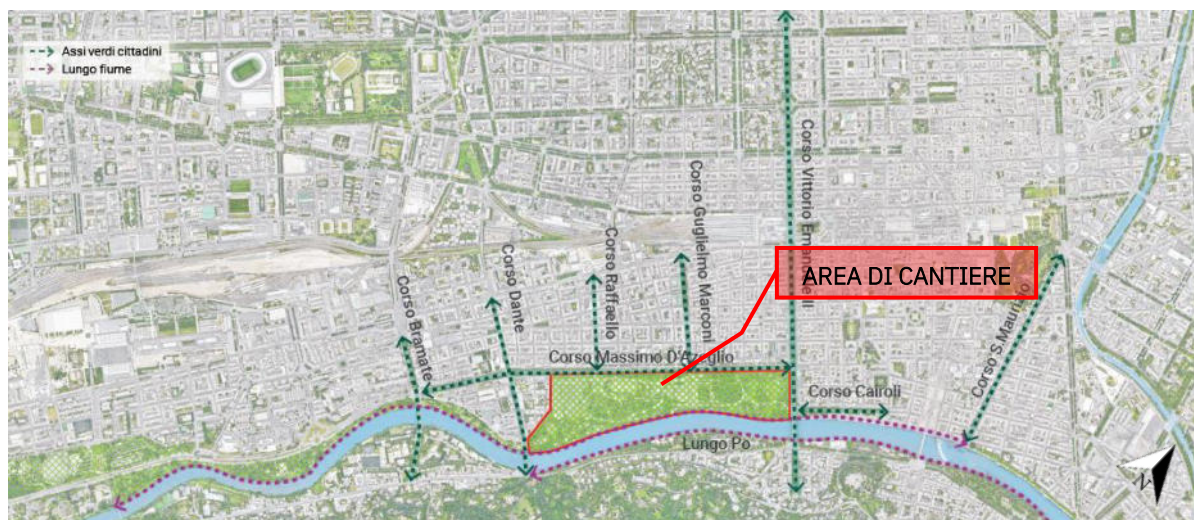 Assi verdi cittadini
Lungo fiume
Corso Vittorio Emanuele II
Corso Guglielmo Marconi
Corso Raffaello
Corso Dante
Corso Bramate
AREA DI CANTIERE
Corso Massimo D'Azeglio
Corso Cairoli
Corso S.Maurizio
Lungo Po
N